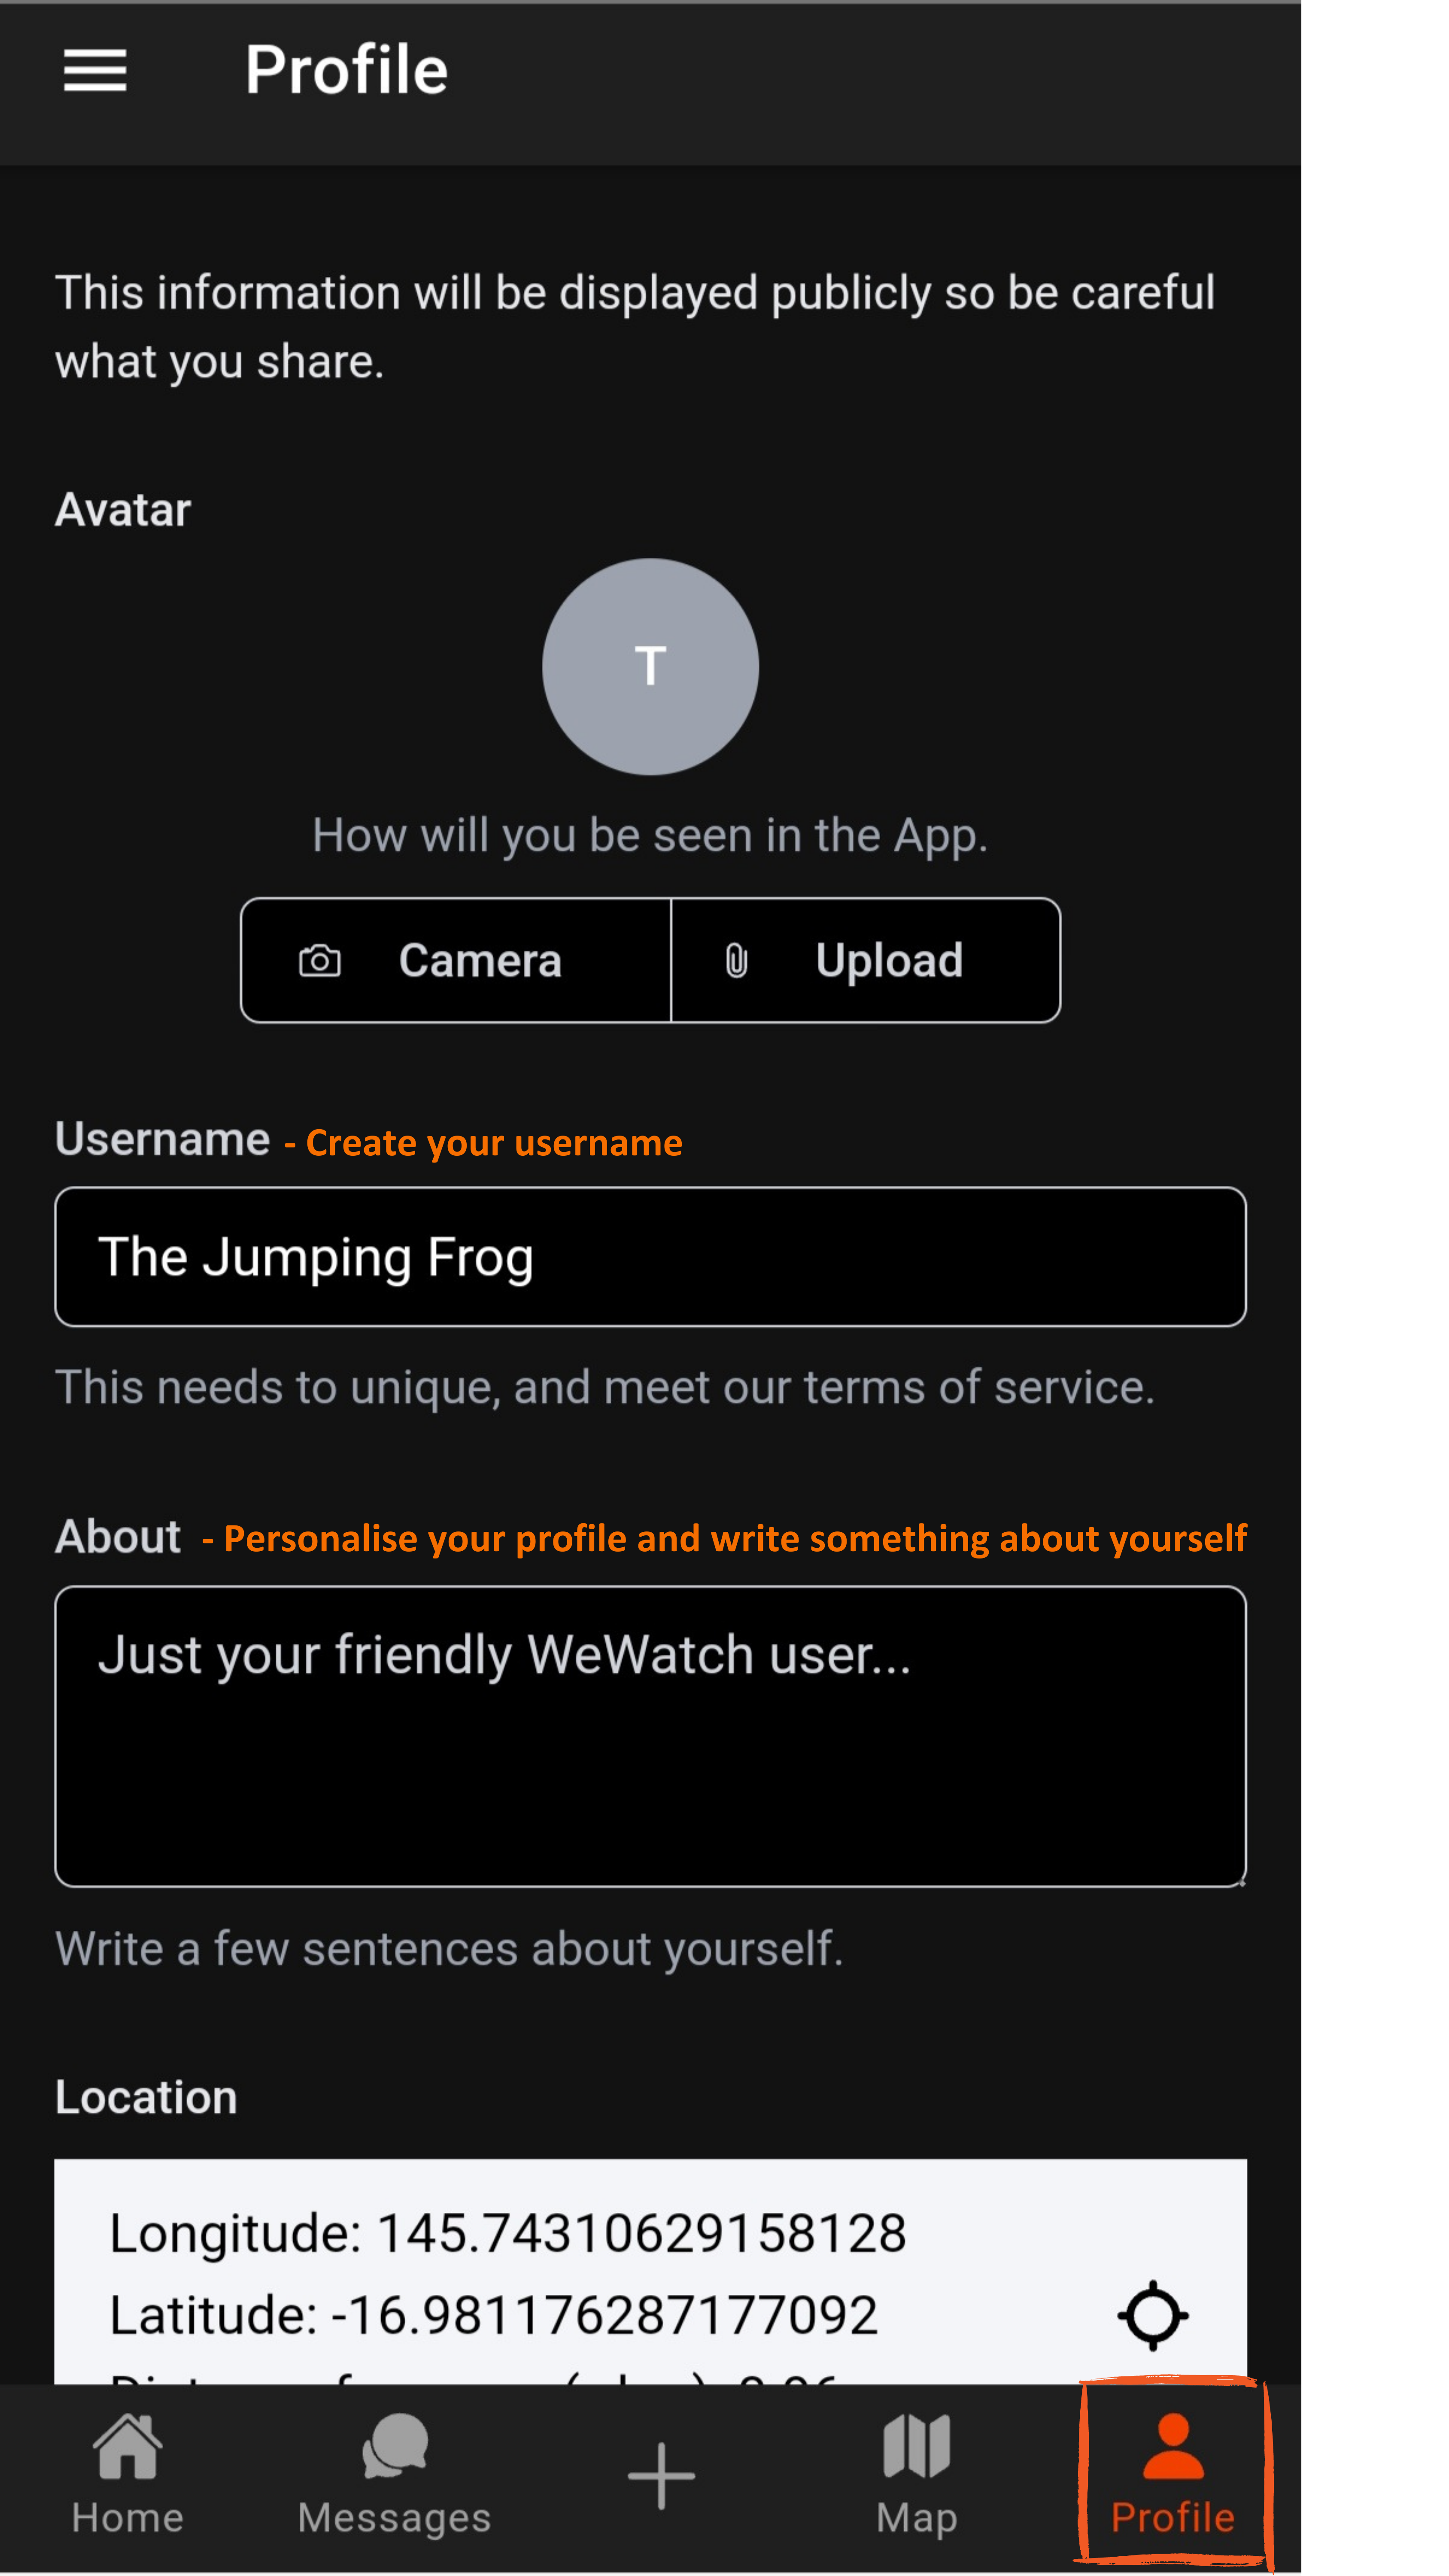 Profile
This information will be displayed publicly so be careful
what you share.
Avatar
T
How will you be seen in the App.
Camera Upload
Username - Create your username
The Jumping Frog
This needs to unique, and meet our terms of service.
About - Personalise your profile and write something about yourself
Just your friendly WeWatch user...
Write a few sentences about yourself.
Location
Longitude: 145.74310629158128
Latitude: -16.981176287177092
Home Messages Map Profile